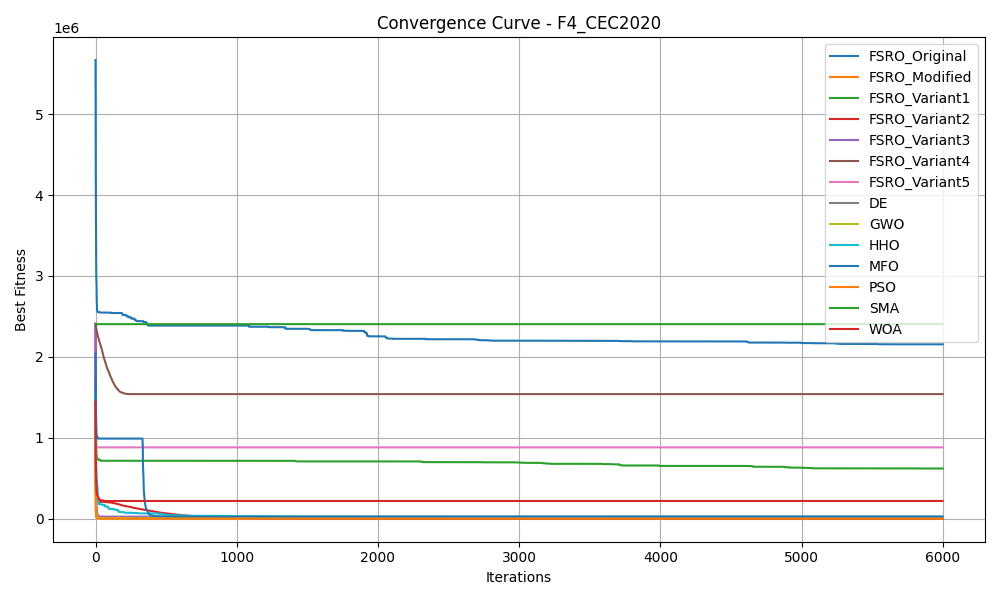 Convergence Curve - F4_CEC2020
1e6
Best Fitness
5
4
3
2
1
0
0
1000
2000
3000
4000
5000
6000
Iterations
FSRO_Original
FSRO_Modified
FSRO_Variant1
FSRO_Variant2
FSRO_Variant3
FSRO_Variant4
FSRO_Variant5
DE
GWO
HHO
MFO
PSO
SMA
WOA